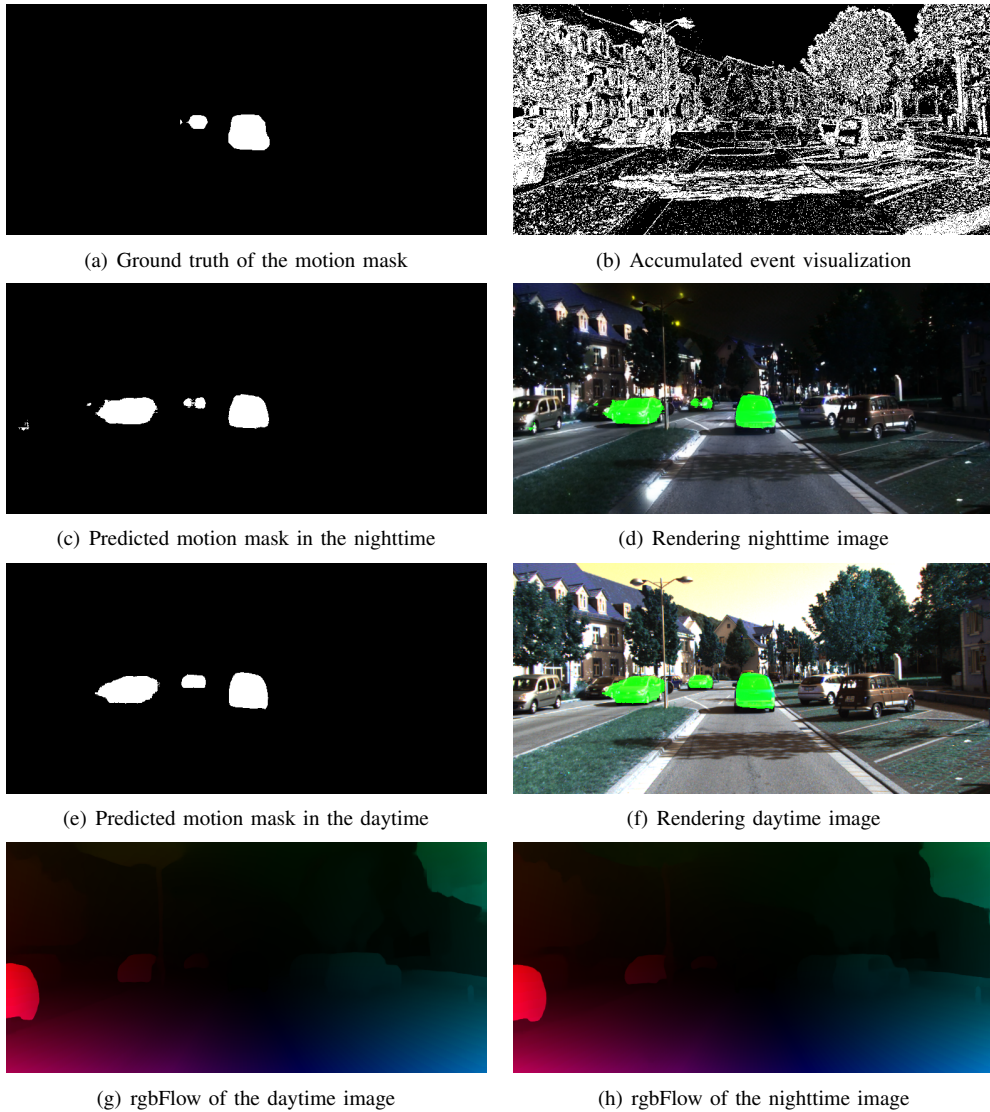 (a) Ground truth of the motion mask
(b) Accumulated event visualization
(c) Predicted motion mask in the nighttime
(d) Rendering nighttime image
(e) Predicted motion mask in the daytime
(f) Rendering daytime image
(g) rgbFlow of the daytime image
(h) rgbFlow of the nighttime image